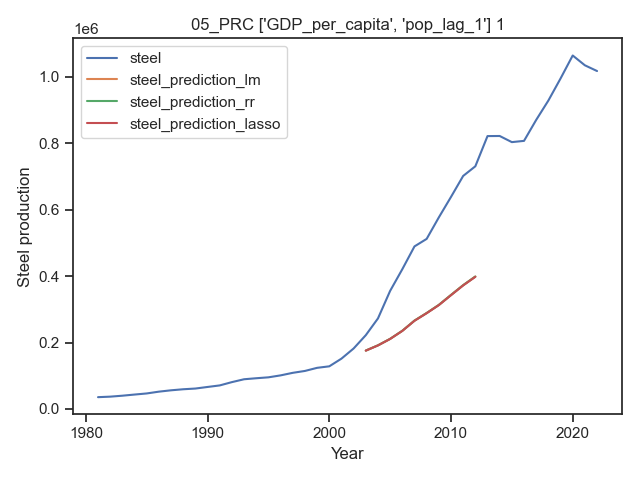 05_PRC ['GDP_per_capita', 'pop_lag_1'] 1
1e6
steel
steel_prediction_lm
steel_prediction_rr
steel_prediction_lasso
Steel production
1.0
0.8
0.6
0.4
0.2
0.0
1980 1990 2000 2010 2020
Year